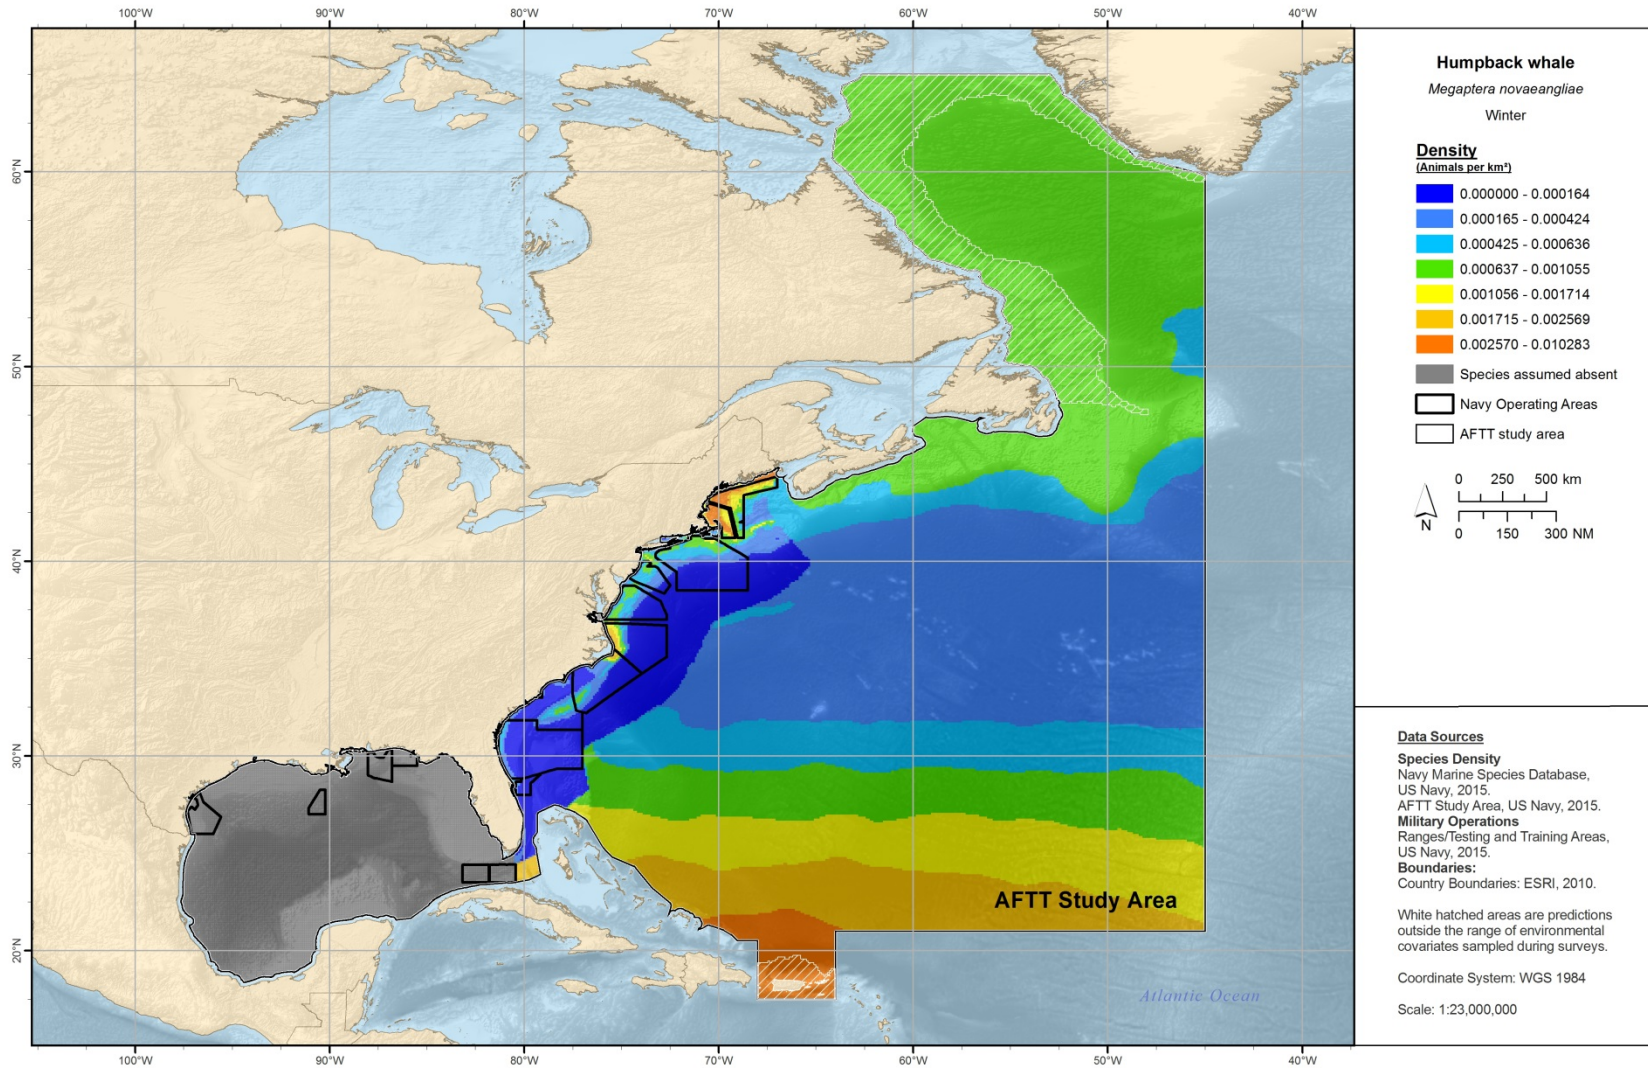 100°W
90°W
80°W
70°W
60°W
50°W
40°W
60°N
50°N
40°N
30°N
20°N
AFTT Study Area
Atlantic Ocean
100°W
90°W
80°W
70°W
60°W
50°W
40°W
Humpback whale
Megaptera novaeangliae
Winter
Density
(Animals per km²)
0.000000 - 0.000164
0.000165 - 0.000424
0.000425 - 0.000636
0.000637 - 0.001055
0.001056 - 0.001714
0.001715 - 0.002569
0.002570 - 0.010283
Species assumed absent
Navy Operating Areas
AFTT study area
N
0 250 500 km
0 150 300 NM
Data Sources
Species Density
Navy Marine Species Database,
US Navy, 2015.
AFTT Study Area, US Navy, 2015.
Military Operations
Ranges/Testing and Training Areas,
US Navy, 2015.
Boundaries:
Country Boundaries: ESRI, 2010.
White hatched areas are predictions
outside the range of environmental
covariates sampled during surveys.
Coordinate System: WGS 1984
Scale: 1:23,000,000